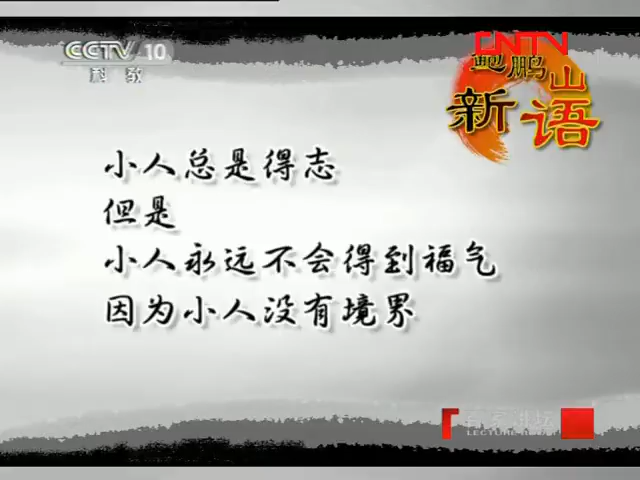 CCTV 10
科教
CNTV
鲍鹏山
新语
小人总是得志
但是
小人永远不会得到福气
因为小人没有境界
百家讲坛